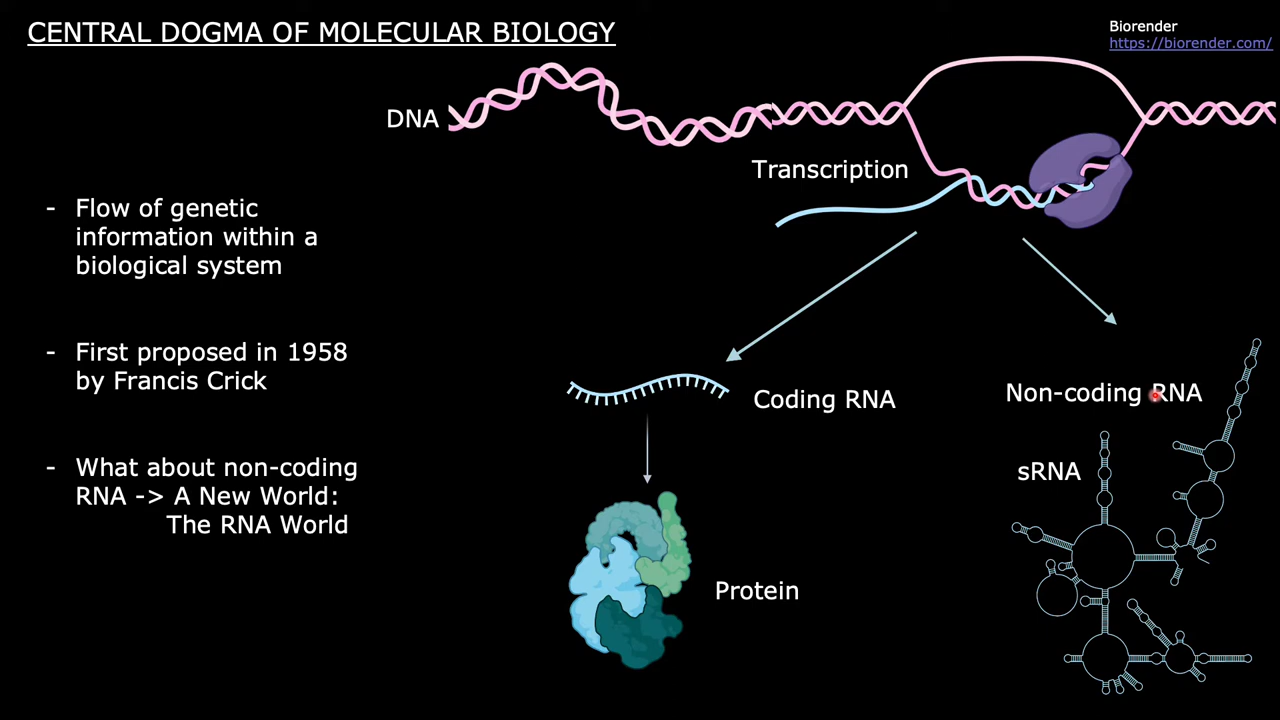 CENTRAL DOGMA OF MOLECULAR BIOLOGY
Biorender
https://biorender.com/
DNA
Transcription
- Flow of genetic
information within a
biological system
- First proposed in 1958
by Francis Crick
- What about non-coding
RNA -> A New World:
The RNA World
Coding RNA
Non-coding RNA
sRNA
Protein